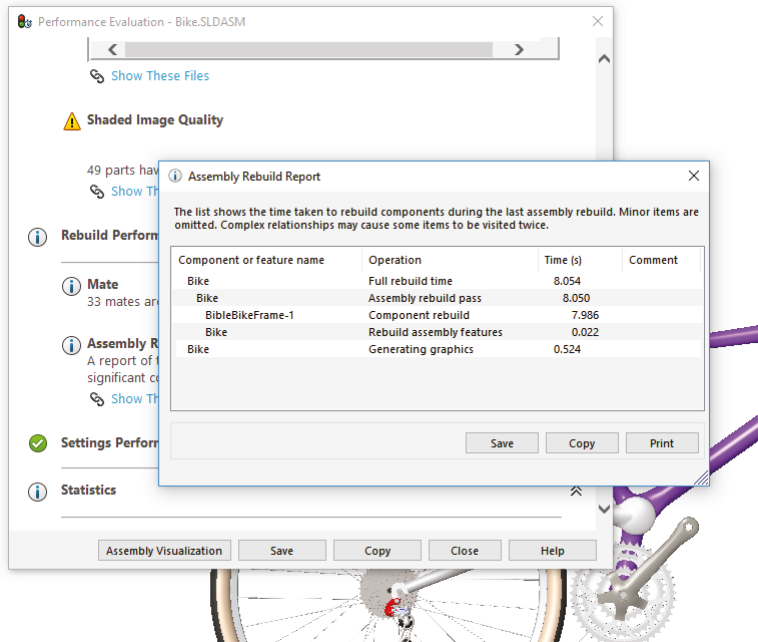 Performance Evaluation - Bike.SLDASM
Show These Files
Shaded Image Quality
49 parts hav
Show Th
Rebuild Perform
Mate
33 mates are
Assembly R
A report of t
significant co
Show Th
Settings Perforr
Statistics
Assembly Visualization Save Copy Close Help
Assembly Rebuild Report
The list shows the time taken to rebuild components during the last assembly rebuild. Minor items are
omitted. Complex relationships may cause some items to be visited twice.
Component or feature name Operation Time (s) Comment
Bike Full rebuild time 8.054
Bike Assembly rebuild pass 8.050
BibleBikeFrame-1 Component rebuild 7.986
Bike Rebuild assembly features 0.022
Bike Generating graphics 0.524
Save Copy Print